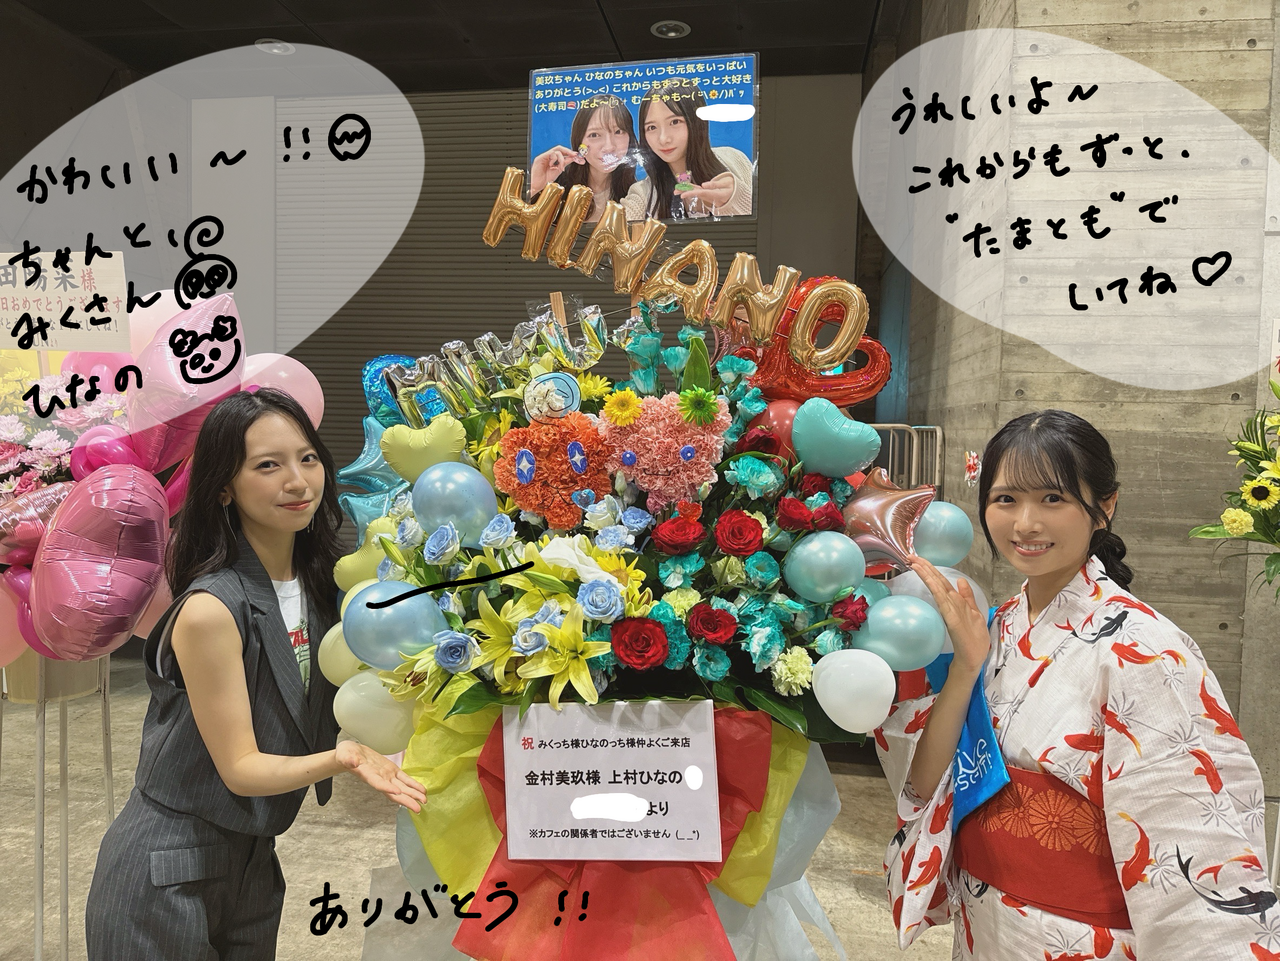 かわいい〜!!
ちゃんと、
みくさん
ひなの
うれしいよ〜
これからもずっと、
"たまとも"で
いてね♡
美玖ちゃん ひなのちゃん いつも元気をいっぱい
ありがとう(>ᴗ<) これからもずうっとずっと大好き
だよ〜
むーちゃも〜
HINANO
MIKU
様
祝 みくっち様ひなのっち様仲よくご来店
金村美玖様 上村ひなの
より
※カフェの関係者ではございません (_ _*)
ありがとう!!